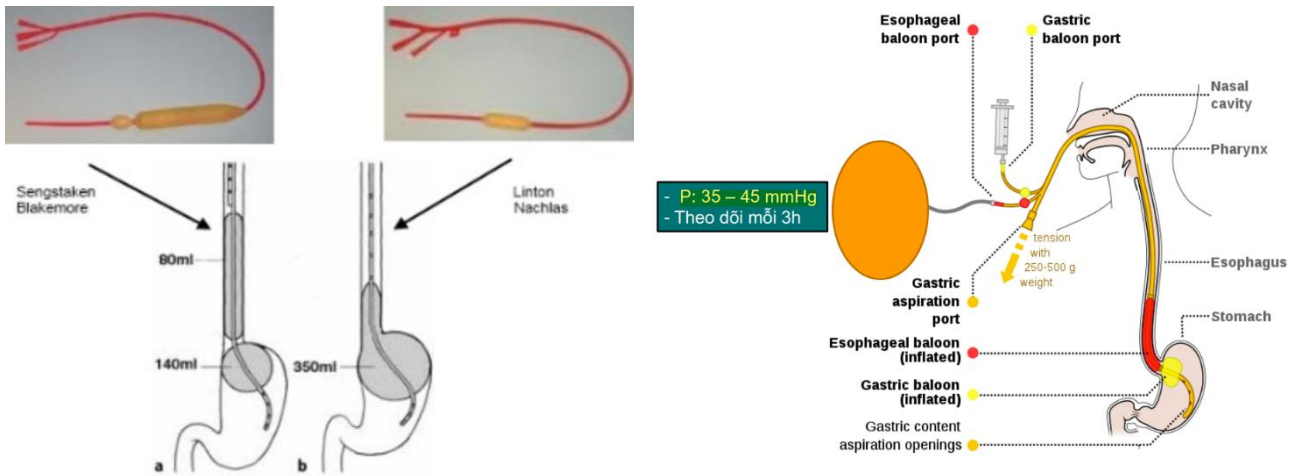 Sengstaken
Blakemore
Linton
Nachlas
80ml
140ml
350ml
a
b
Esophageal
baloon port
Gastric
baloon port
Nasal
cavity
Pharynx
- P: 35 – 45 mmHg
- Theo dõi mỗi 3h
tension
with
250-500 g
weight
Esophagus
Gastric
aspiration
port
Stomach
Esophageal baloon
(inflated)
Gastric baloon
(inflated)
Gastric content
aspiration openings